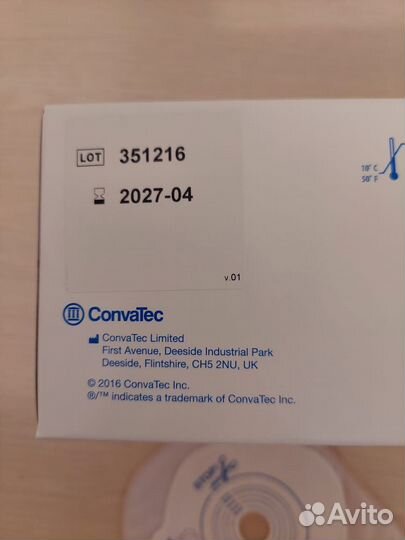 LOT 351216
2027-04
v.01
10° C
50° F
ConvaTec
ConvaTec Limited
First Avenue, Deeside Industrial Park
Deeside, Flintshire, CH5 2NU, UK
© 2016 ConvaTec Inc.
®/™ indicates a trademark of ConvaTec Inc.
Avito